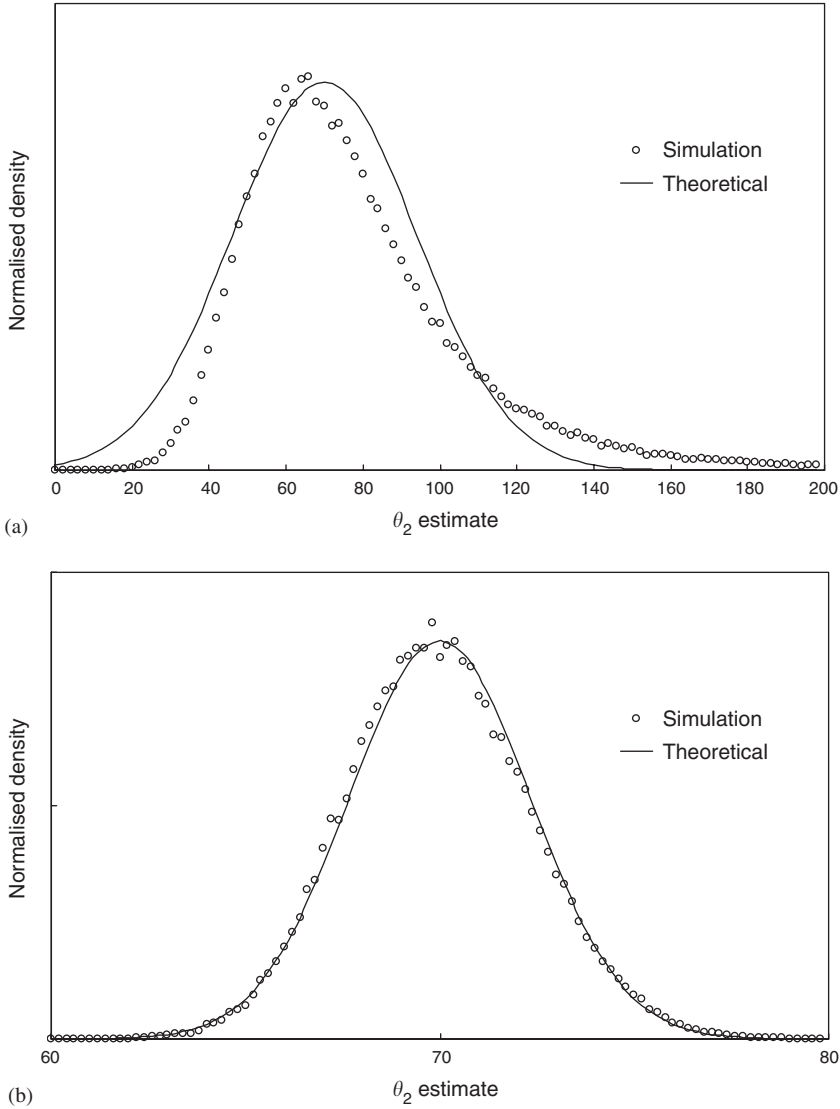 Normalised density
Simulation
Theoretical
0 20 40 60 80 100 120 140 160 180 200
θ2 estimate
(a)
Normalised density
Simulation
Theoretical
60 70 80
θ2 estimate
(b)